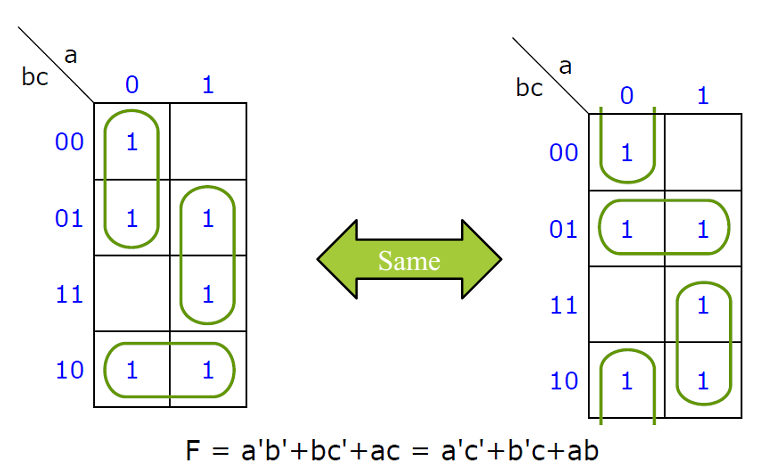 a a
bc bc
0 1 0 1
00 1 00 1
01 1 1 01 1 1
Same
11 1 11 1
10 1 1 10 1 1
F = a'b'+bc'+ac = a'c'+b'c+ab